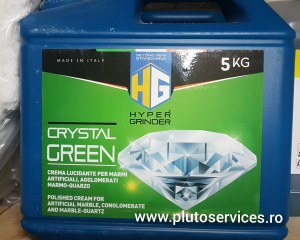 MADE IN ITALY
HG
5 KG
HYPER
GRINDER
CRYSTAL
GREEN
CREMA LUCIDANTE PER MARMI
ARTIFICIALI, AGGLOMERATI
MARMO-QUARZO
POLISHED CREAM FOR
ARTIFICIAL MARBLE, CONGLOMERATE
AND MARBLE-QUARTZ
www.plutoservices.ro